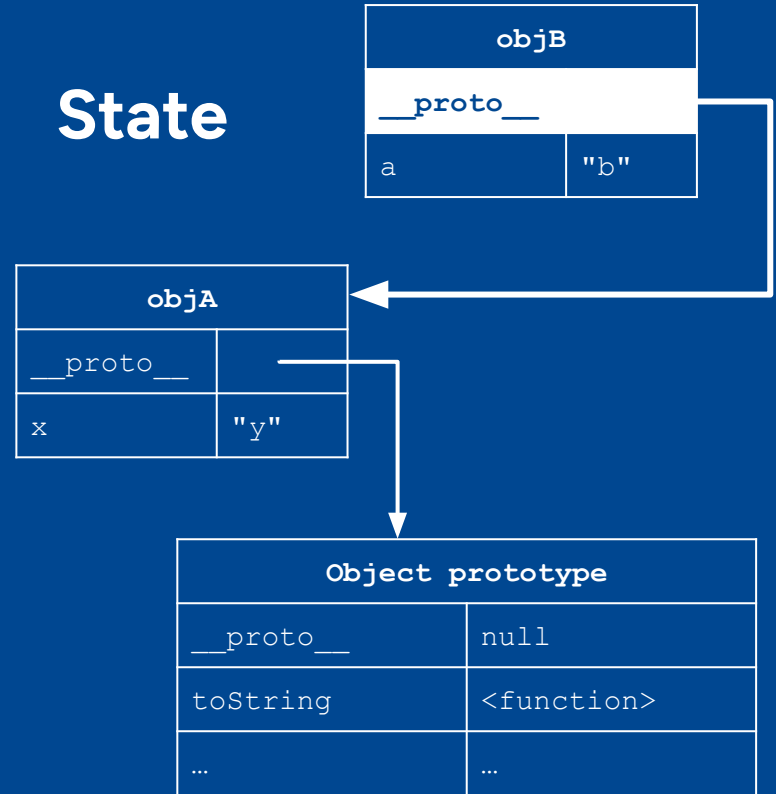 State
objB
__proto__
a "b"
objA
__proto__
x "y"
Object prototype
__proto__ null
toString <function>
… …